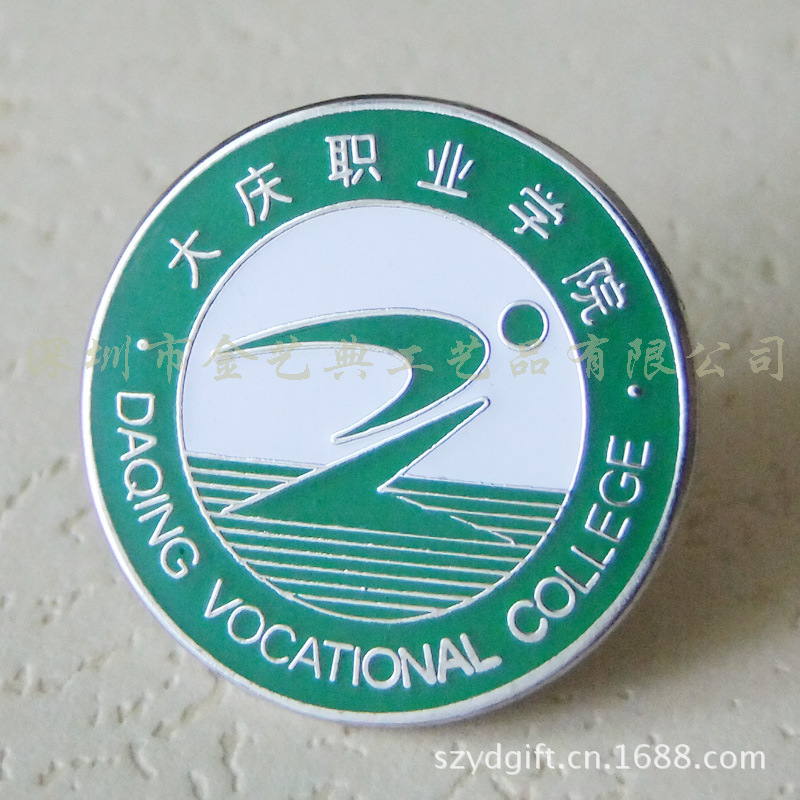 大庆职业学院
深圳市金艺典工艺品有限公司
DAQING VOCATIONAL COLLEGE
szydgift.cn.1688.com